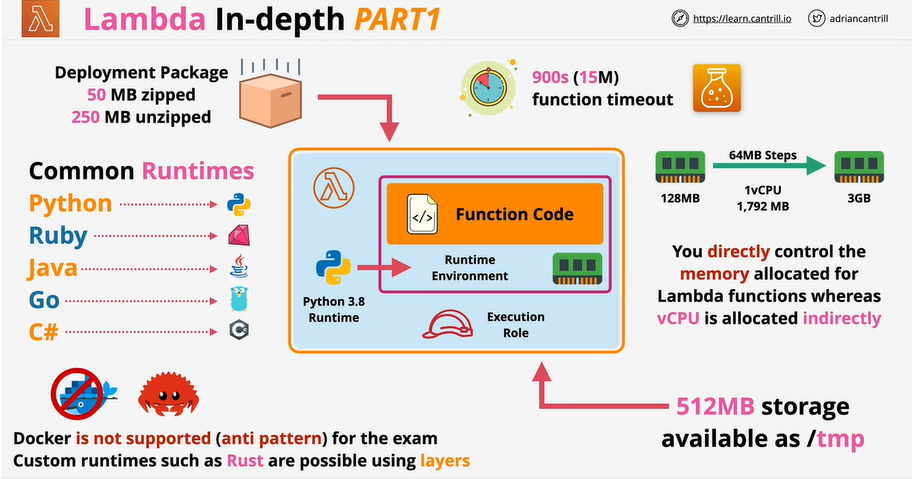 Lambda In-depth PART1
https://learn.cantrill.io
adriancantrill
Deployment Package
50 MB zipped
250 MB unzipped
900s (15M)
function timeout
Common Runtimes
Python
Ruby
Java
Go
C#
</>
Function Code
Runtime
Environment
Python 3.8
Runtime
Execution
Role
64MB Steps
128MB
1vCPU
1,792 MB
3GB
You directly control the
memory allocated for
Lambda functions whereas
vCPU is allocated indirectly
Docker is not supported (anti pattern) for the exam
Custom runtimes such as Rust are possible using layers
512MB storage
available as /tmp